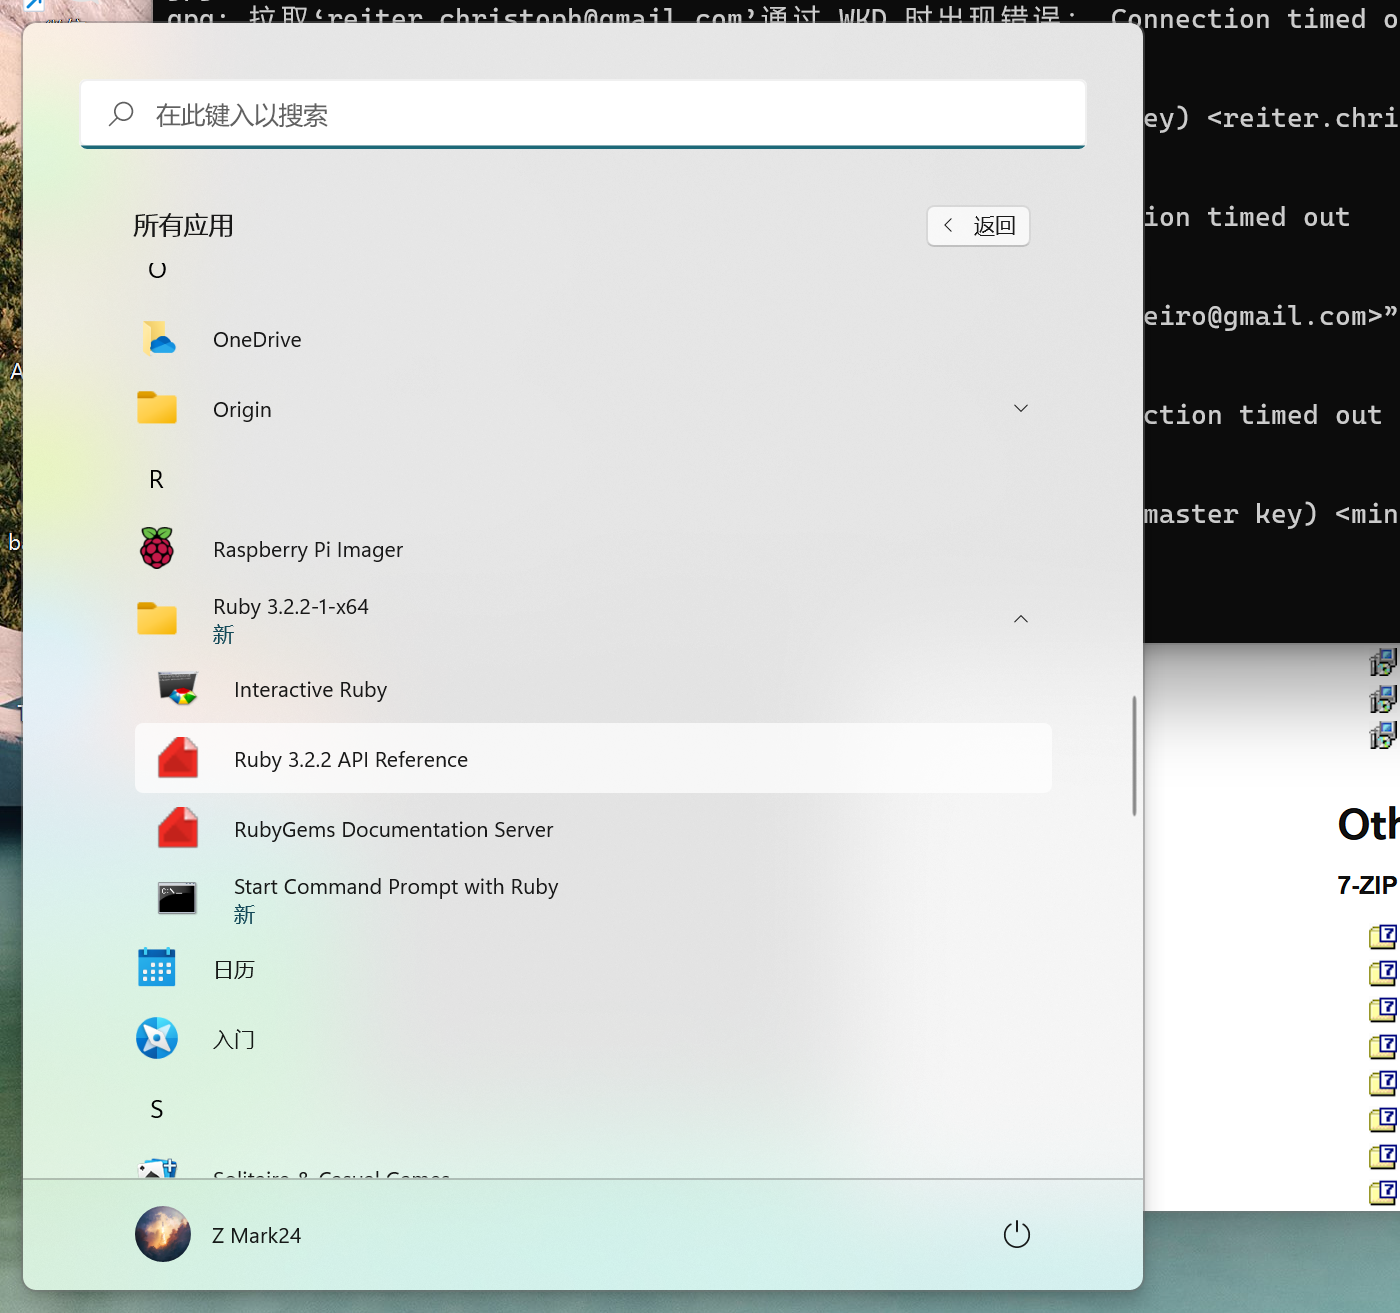 gpg: 拉取‘reiter.christoph@gmail.com’通过 WKD 时出现错误： Connection timed o
ey) <reiter.chri
ion timed out
eiro@gmail.com>”
ction timed out
master key) <min
在此键入以搜索
所有应用
返回
O
OneDrive
Origin
R
Raspberry Pi Imager
Ruby 3.2.2-1-x64
新
Interactive Ruby
Ruby 3.2.2 API Reference
RubyGems Documentation Server
Start Command Prompt with Ruby
新
日历
入门
S
Solitaire & Casual Games
Z Mark24
Oth
7-ZIP